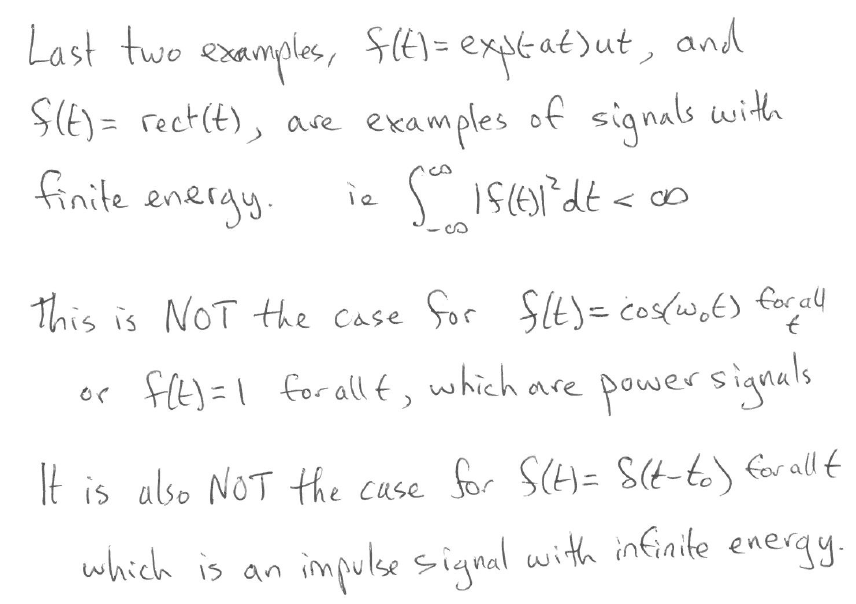 Last two examples, f(t)= exp(-at)ut, and
f(t)= rect(t), are examples of signals with
finite energy. ie ∫_{-∞}^{∞} |f(t)|²dt < ∞
This is NOT the case for f(t)= cos(ω₀t) for all t
or f(t)=1 for all t, which are power signals
It is also NOT the case for f(t)= δ(t-t₀) for all t
which is an impulse signal with infinite energy.